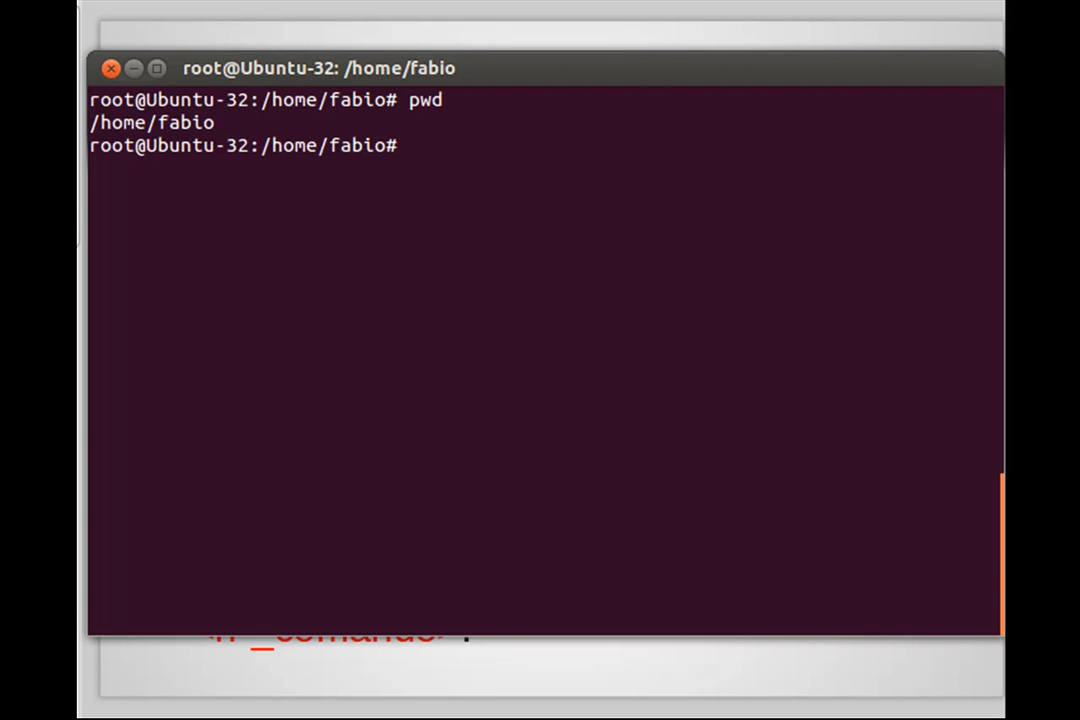 root@Ubuntu-32: /home/fabio
root@Ubuntu-32:/home/fabio# pwd
/home/fabio
root@Ubuntu-32:/home/fabio#